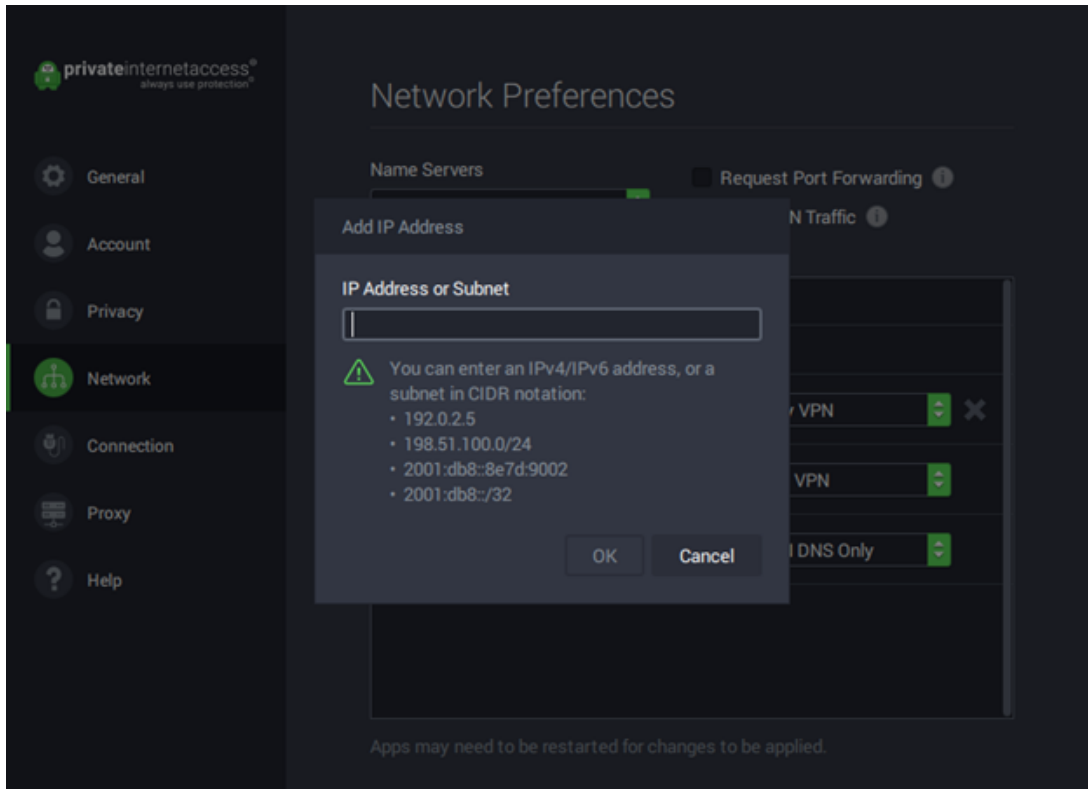 privateinternetaccess®
always use protection®
General
Account
Privacy
Network
Connection
Proxy
Help
Network Preferences
Name Servers
Request Port Forwarding
N Traffic
Add IP Address
IP Address or Subnet
You can enter an IPv4/IPv6 address, or a
subnet in CIDR notation:
• 192.0.2.5
• 198.51.100.0/24
• 2001:db8::8e7d:9002
• 2001:db8::/32
OK
Cancel
VPN
VPN
DNS Only
Apps may need to be restarted for changes to be applied.